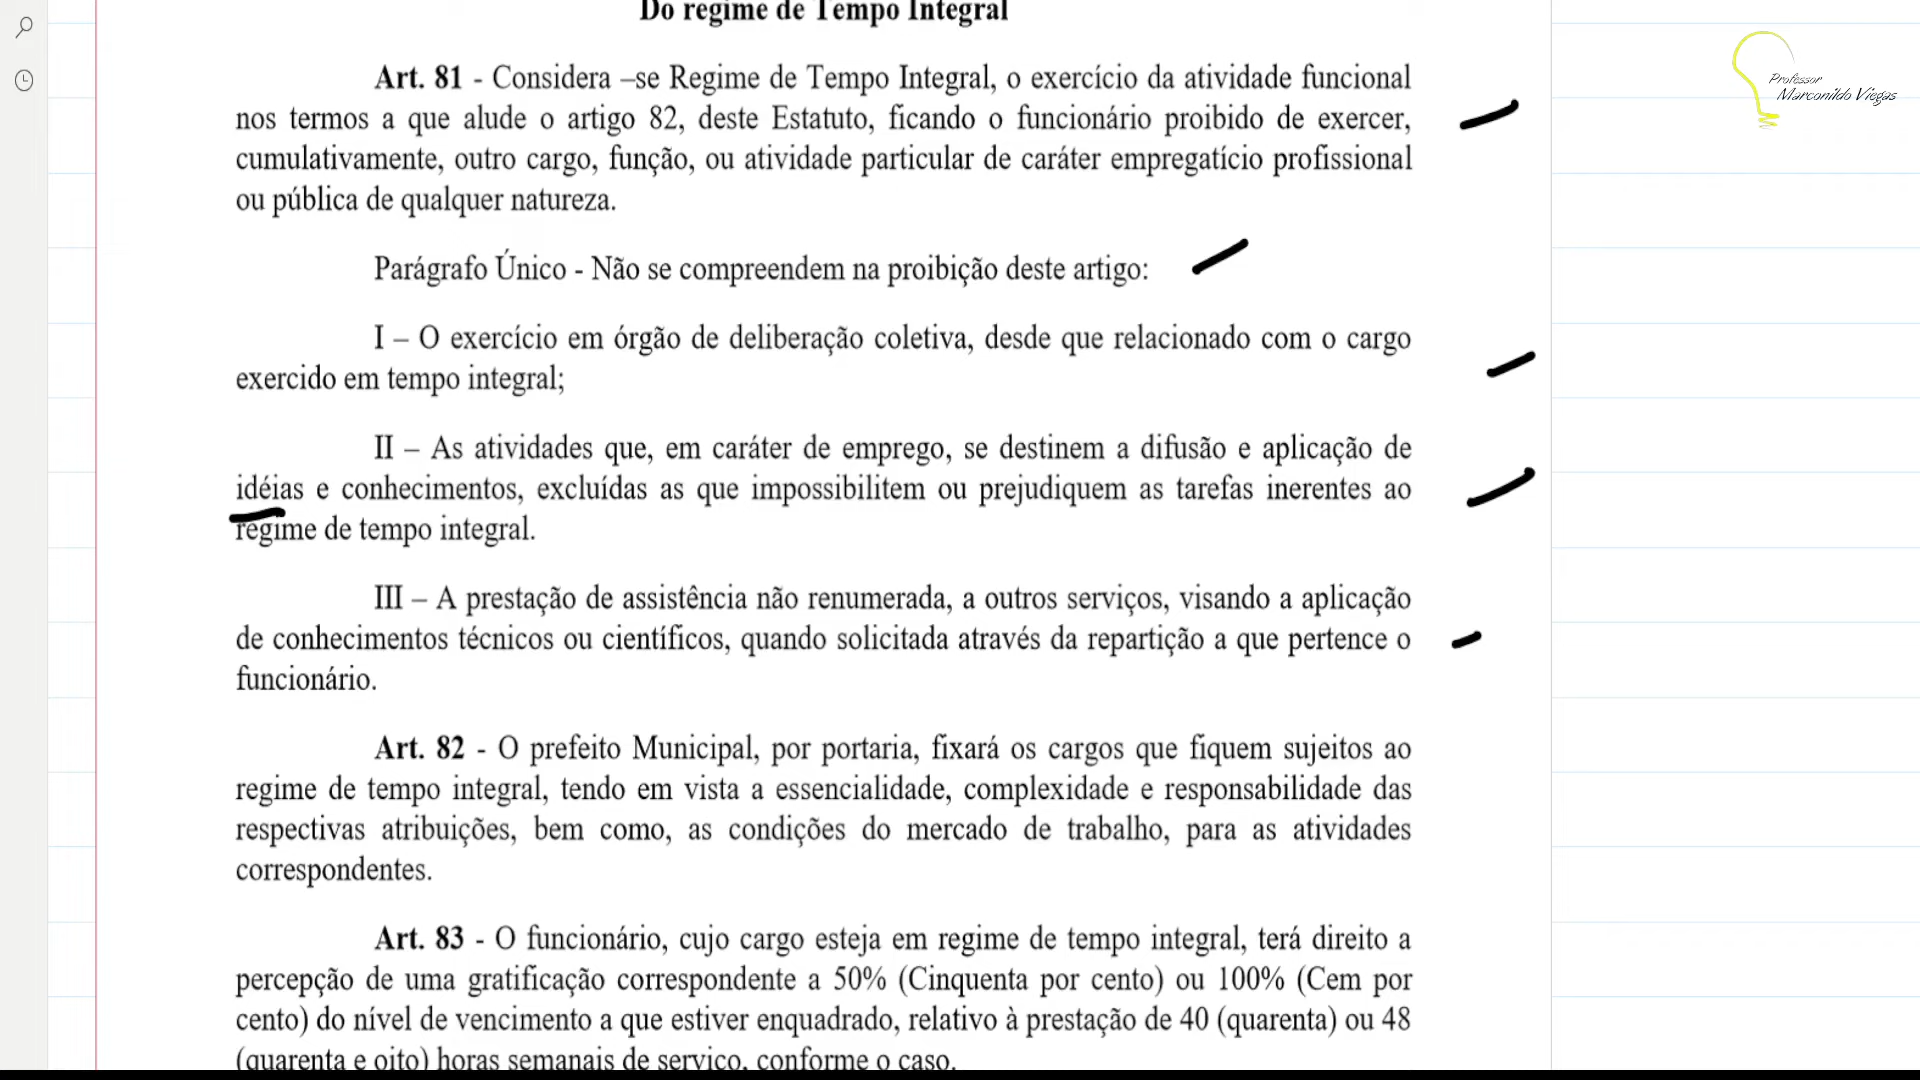 Do regime de Tempo Integral
Professor
Marconildo Viegas
Art. 81 - Considera –se Regime de Tempo Integral, o exercício da atividade funcional
nos termos a que alude o artigo 82, deste Estatuto, ficando o funcionário proibido de exercer,
cumulativamente, outro cargo, função, ou atividade particular de caráter empregatício profissional
ou pública de qualquer natureza.
Parágrafo Único - Não se compreendem na proibição deste artigo:
I – O exercício em órgão de deliberação coletiva, desde que relacionado com o cargo
exercido em tempo integral;
II – As atividades que, em caráter de emprego, se destinem a difusão e aplicação de
idéias e conhecimentos, excluídas as que impossibilitem ou prejudiquem as tarefas inerentes ao
regime de tempo integral.
III – A prestação de assistência não renumerada, a outros serviços, visando a aplicação
de conhecimentos técnicos ou científicos, quando solicitada através da repartição a que pertence o
funcionário.
Art. 82 - O prefeito Municipal, por portaria, fixará os cargos que fiquem sujeitos ao
regime de tempo integral, tendo em vista a essencialidade, complexidade e responsabilidade das
respectivas atribuições, bem como, as condições do mercado de trabalho, para as atividades
correspondentes.
Art. 83 - O funcionário, cujo cargo esteja em regime de tempo integral, terá direito a
percepção de uma gratificação correspondente a 50% (Cinquenta por cento) ou 100% (Cem por
cento) do nível de vencimento a que estiver enquadrado, relativo à prestação de 40 (quarenta) ou 48
(quarenta e oito) horas semanais de serviço, conforme o caso.